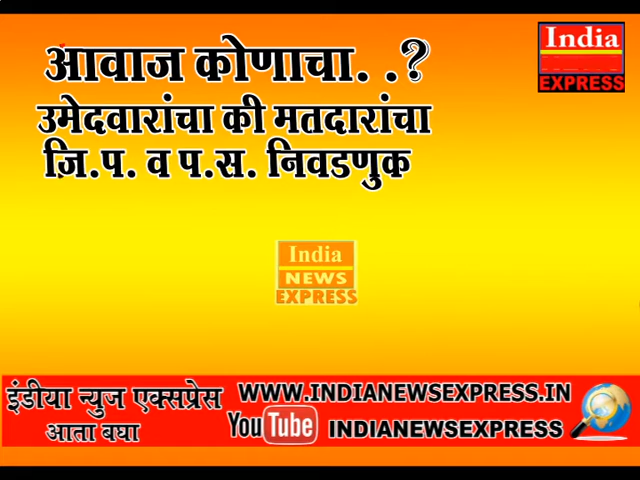 आवाज कोणाचा. .?
India
EXPRESS
उमेदवारांचा की मतदारांचा
जि.प. व प.स. निवडणुक
India
NEWS
EXPRESS
इंडीया न्युज एक्सप्रेस
WWW.INDIANEWSEXPRESS.IN
आता बघा
YouTube
INDIANEWSEXPRESS